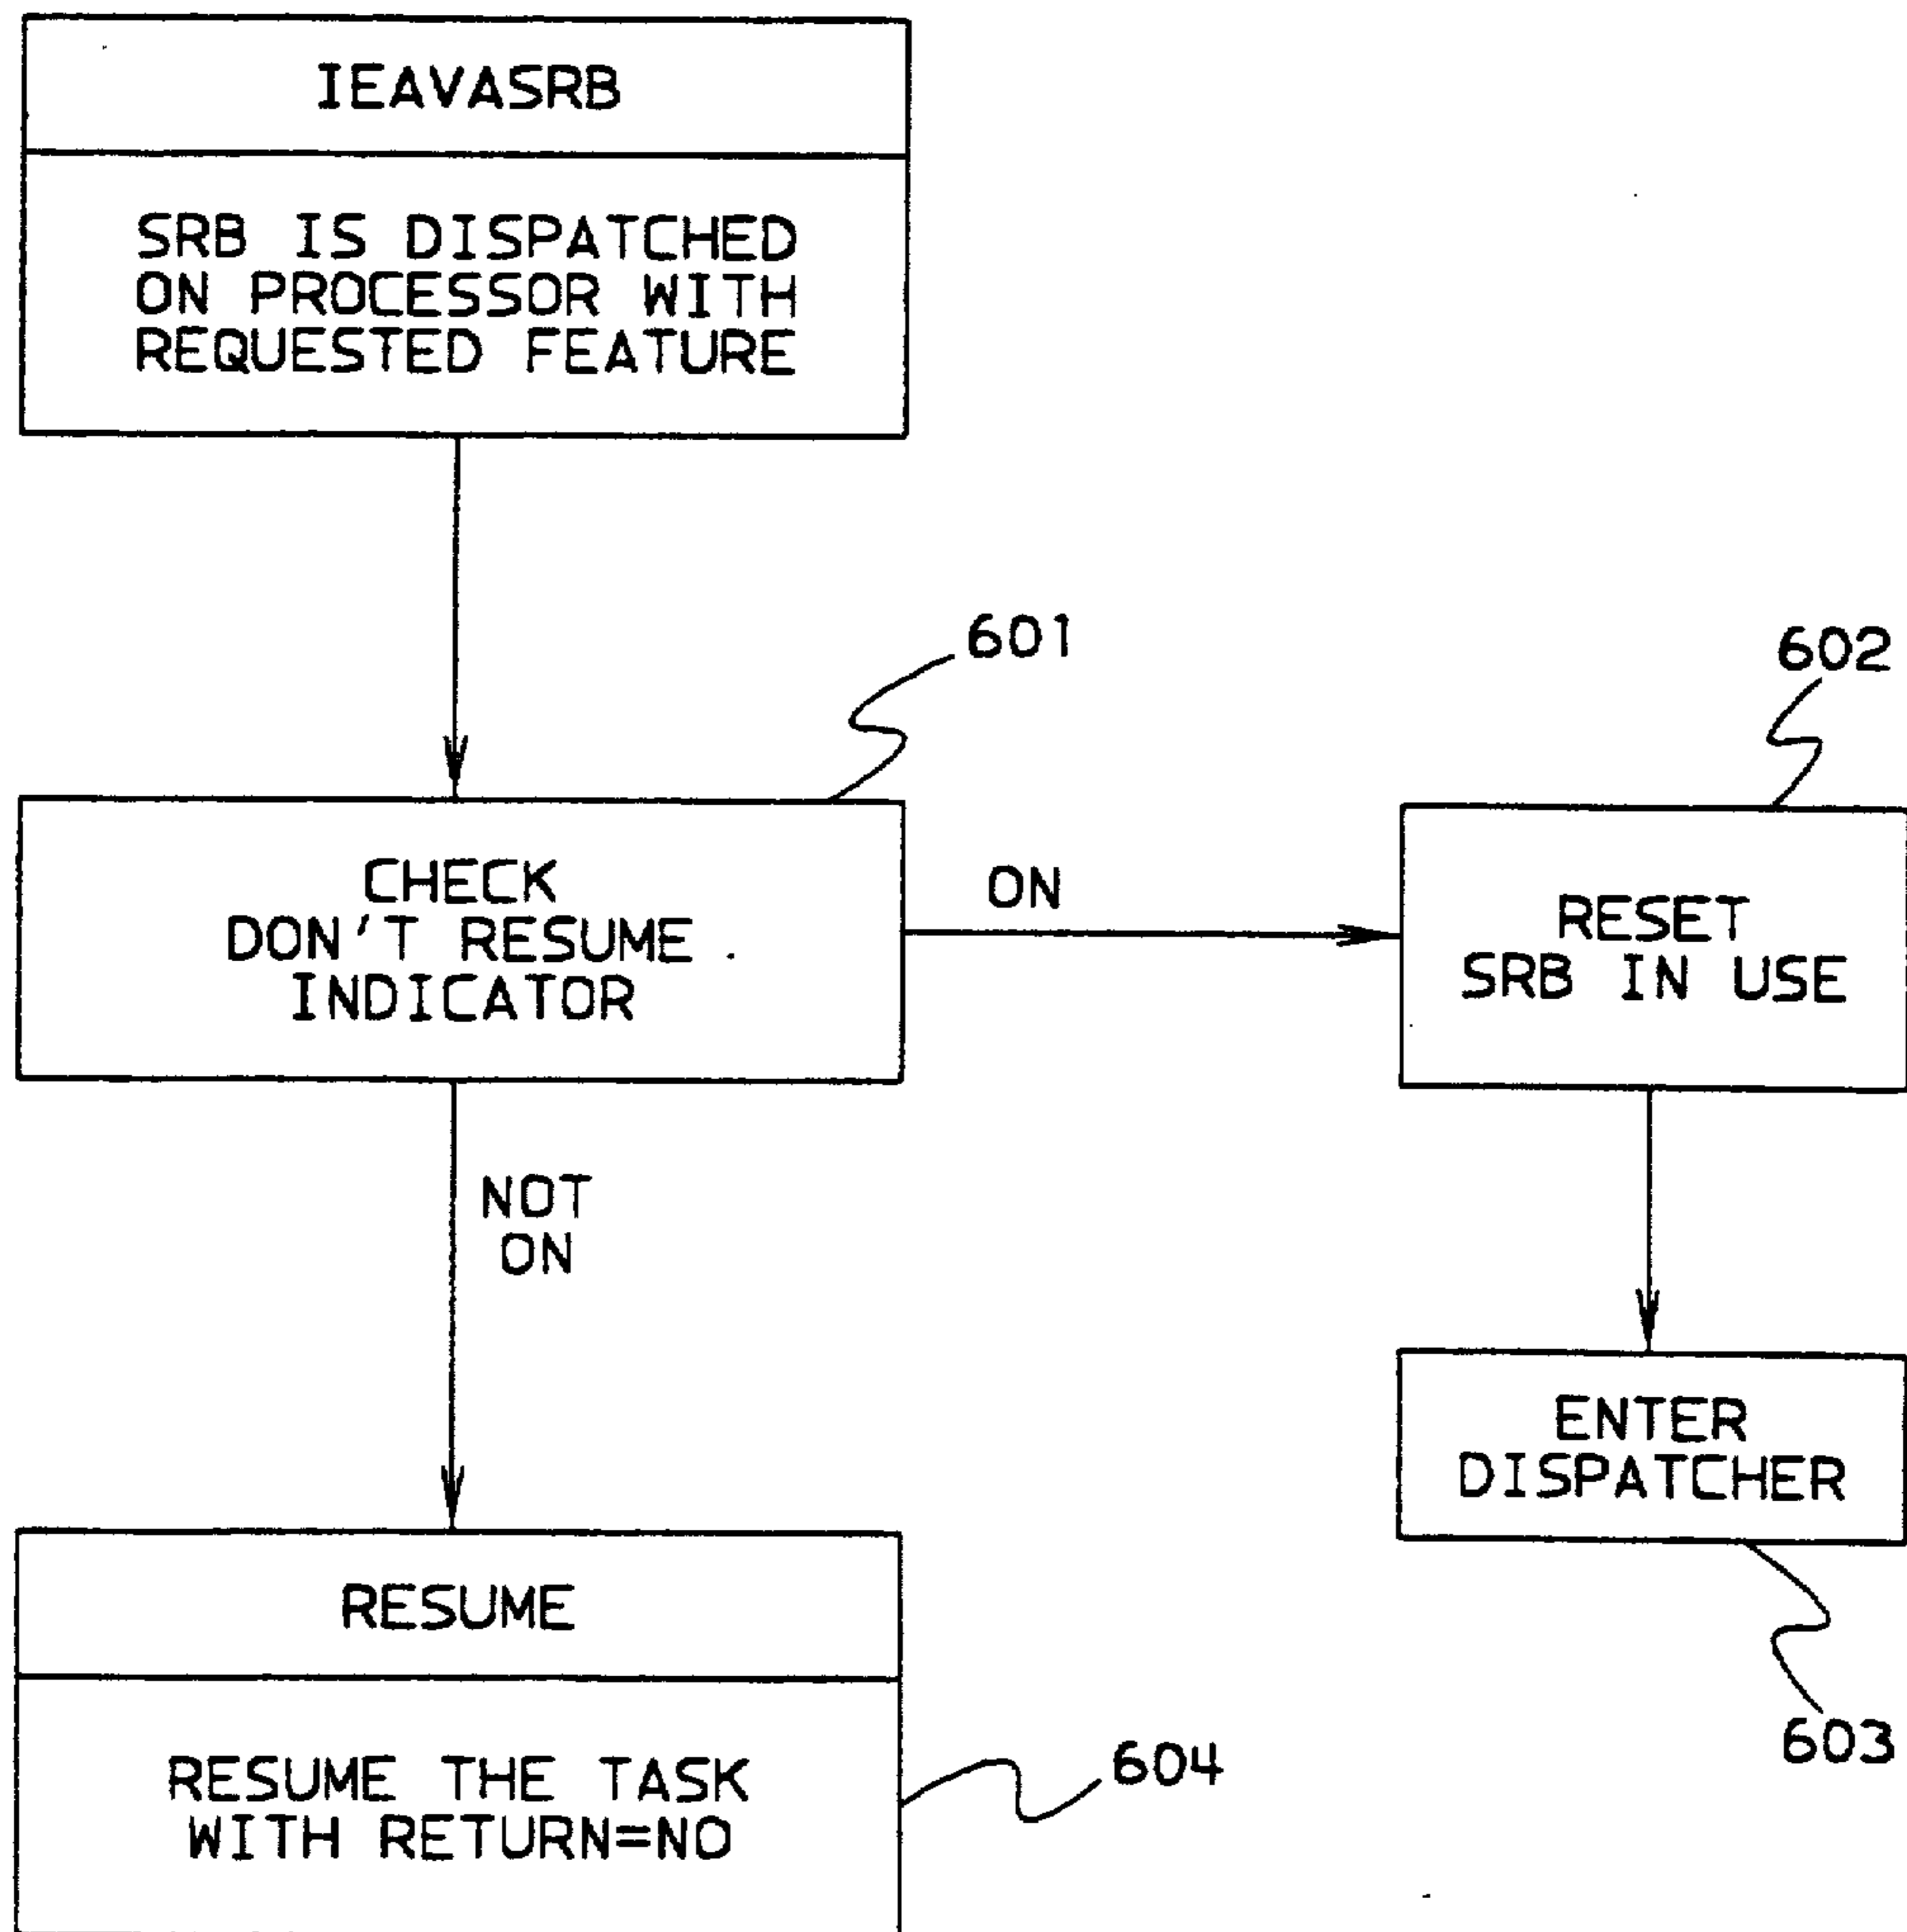 IEAVASRB
SRB IS DISPATCHED
ON PROCESSOR WITH
REQUESTED FEATURE
601
602
CHECK
DON'T RESUME
INDICATOR
ON
RESET
SRB IN USE
NOT
ON
ENTER
DISPATCHER
603
RESUME
RESUME THE TASK
WITH RETURN=NO
604